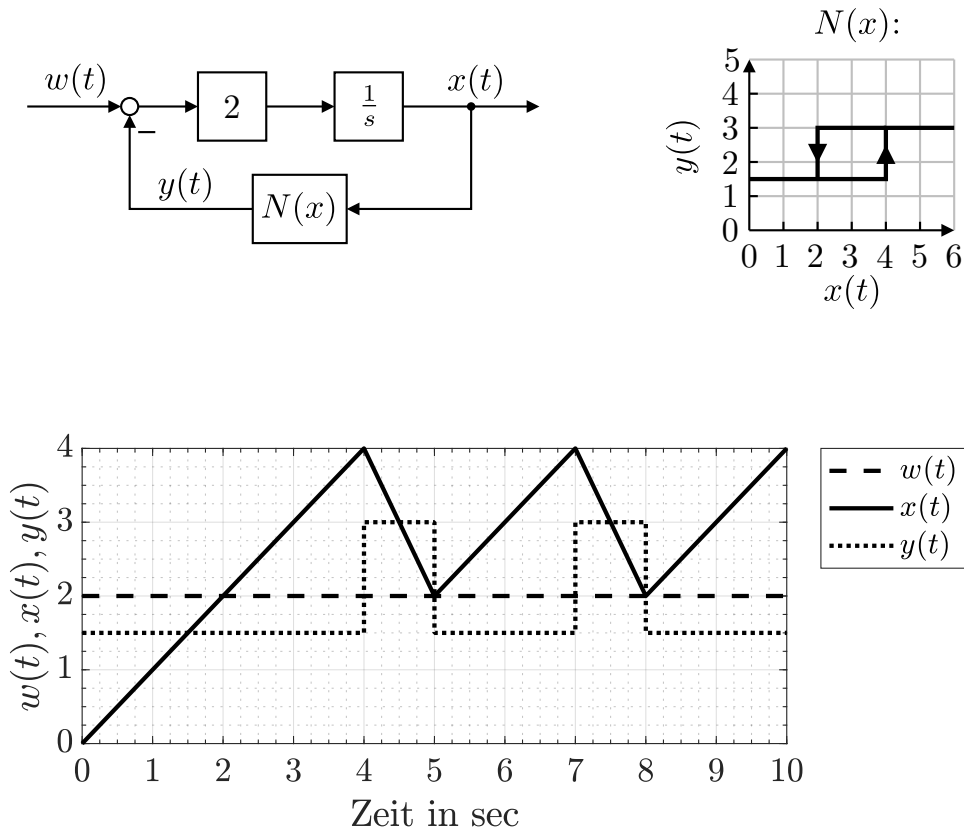 N(x):
w(t)
2
1/s
x(t)
−
y(t)
N(x)
y(t)
5
4
3
2
1
0
0 1 2 3 4 5 6
x(t)
w(t), x(t), y(t)
4
3
2
1
0
0 1 2 3 4 5 6 7 8 9 10
Zeit in sec
w(t)
x(t)
y(t)